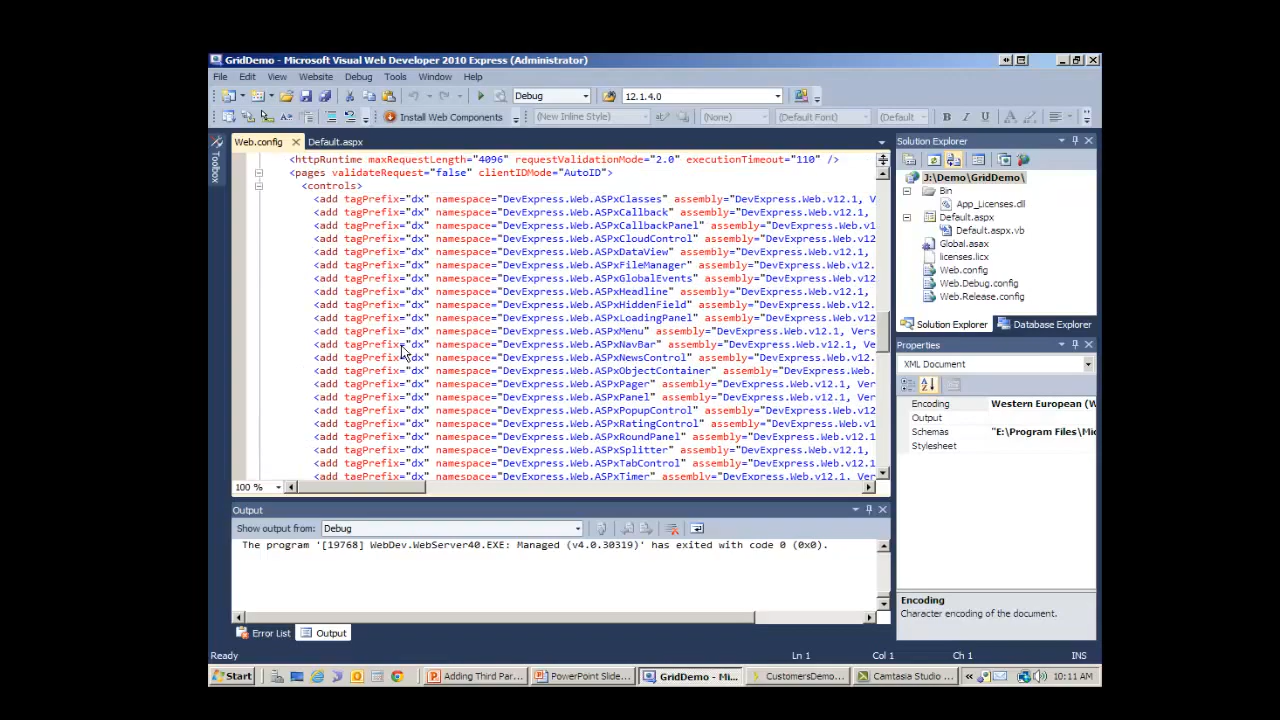 GridDemo - Microsoft Visual Web Developer 2010 Express (Administrator)
File Edit View Website Debug Tools Window Help
Debug 12.1.4.0
Install Web Components (New Inline Style) (None) (Default Font) (Default) B I U A
Web.config Default.aspx
Toolbox
<httpRuntime maxRequestLength="4096" requestValidationMode="2.0" executionTimeout="110" />
<pages validateRequest="false" clientIDMode="AutoID">
<controls>
<add tagPrefix="dx" namespace="DevExpress.Web.ASPxClasses" assembly="DevExpress.Web.v12.1, V
<add tagPrefix="dx" namespace="DevExpress.Web.ASPxCallback" assembly="DevExpress.Web.v12.1,
<add tagPrefix="dx" namespace="DevExpress.Web.ASPxCallbackPanel" assembly="DevExpress.Web.v1
<add tagPrefix="dx" namespace="DevExpress.Web.ASPxCloudControl" assembly="DevExpress.Web.v12
<add tagPrefix="dx" namespace="DevExpress.Web.ASPxDataView" assembly="DevExpress.Web.v12.1,
<add tagPrefix="dx" namespace="DevExpress.Web.ASPxFileManager" assembly="DevExpress.Web.v12.
<add tagPrefix="dx" namespace="DevExpress.Web.ASPxGlobalEvents" assembly="DevExpress.Web.v12
<add tagPrefix="dx" namespace="DevExpress.Web.ASPxHeadline" assembly="DevExpress.Web.v12.1,
<add tagPrefix="dx" namespace="DevExpress.Web.ASPxHiddenField" assembly="DevExpress.Web.v12.
<add tagPrefix="dx" namespace="DevExpress.Web.ASPxLoadingPanel" assembly="DevExpress.Web.v12
<add tagPrefix="dx" namespace="DevExpress.Web.ASPxMenu" assembly="DevExpress.Web.v12.1, Vers
<add tagPrefix="dx" namespace="DevExpress.Web.ASPxNavBar" assembly="DevExpress.Web.v12.1, Ve
<add tagPrefix="dx" namespace="DevExpress.Web.ASPxNewsControl" assembly="DevExpress.Web.v12.
<add tagPrefix="dx" namespace="DevExpress.Web.ASPxObjectContainer" assembly="DevExpress.Web.
<add tagPrefix="dx" namespace="DevExpress.Web.ASPxPager" assembly="DevExpress.Web.v12.1, Ver
<add tagPrefix="dx" namespace="DevExpress.Web.ASPxPanel" assembly="DevExpress.Web.v12.1, Ver
<add tagPrefix="dx" namespace="DevExpress.Web.ASPxPopupControl" assembly="DevExpress.Web.v12
<add tagPrefix="dx" namespace="DevExpress.Web.ASPxRatingControl" assembly="DevExpress.Web.v1
<add tagPrefix="dx" namespace="DevExpress.Web.ASPxRoundPanel" assembly="DevExpress.Web.v12.1
<add tagPrefix="dx" namespace="DevExpress.Web.ASPxSplitter" assembly="DevExpress.Web.v12.1,
<add tagPrefix="dx" namespace="DevExpress.Web.ASPxTabControl" assembly="DevExpress.Web.v12.1
<add tagPrefix="dx" namespace="DevExpress.Web.ASPxTimer" assembly="DevExpress.Web.v12.1, Ver
100 %
Output
Show output from: Debug
The program '[19768] WebDev.WebServer40.EXE: Managed (v4.0.30319)' has exited with code 0 (0x0).
Error List Output
Solution Explorer
J:\Demo\GridDemo\
Bin
App_Licenses.dll
Default.aspx
Default.aspx.vb
Global.asax
licenses.licx
Web.config
Web.Debug.config
Web.Release.config
Solution Explorer Database Explorer
Properties
XML Document
Encoding Western European (W
Output
Schemas "E:\Program Files\Mic
Stylesheet
Encoding
Character encoding of the document.
Ready Ln 1 Col 1 Ch 1 INS
Start Adding Third Par... PowerPoint Slide... GridDemo - Mi... CustomersDemo... Camtasia Studio ... 10:11 AM